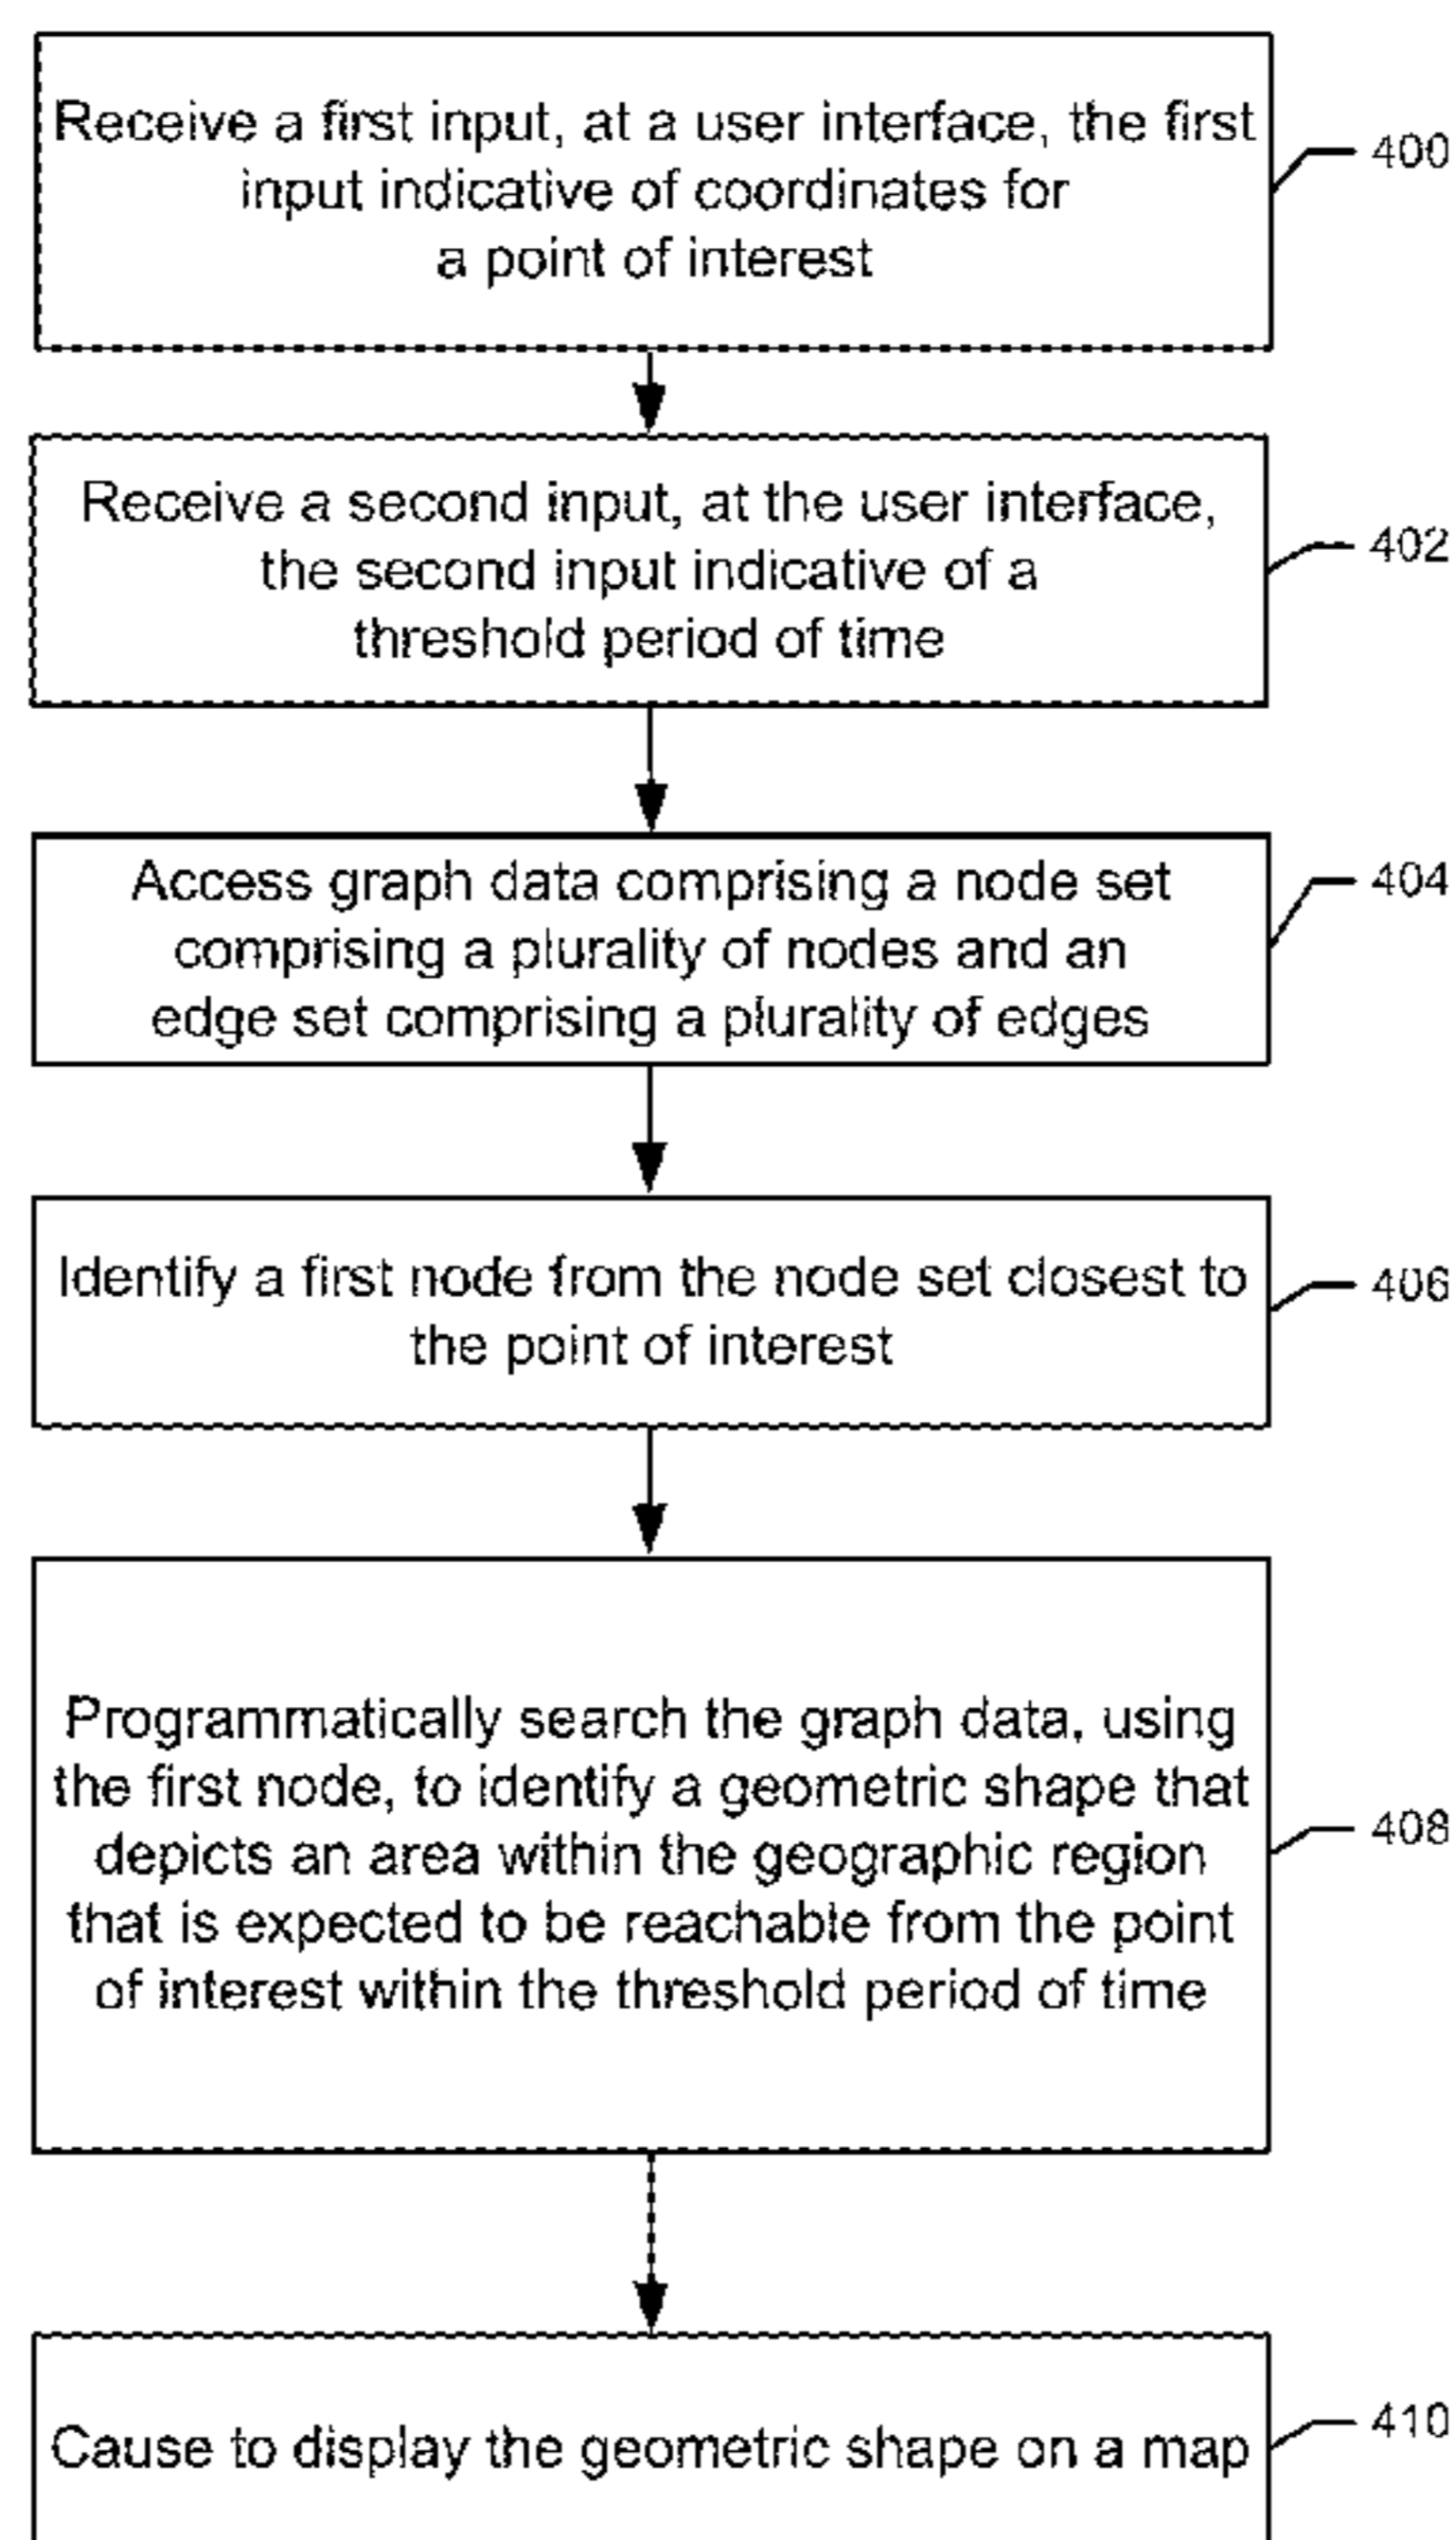 Receive a first input, at a user interface, the first
input indicative of coordinates for
a point of interest
400
Receive a second input, at the user interface,
the second input indicative of a
threshold period of time
402
Access graph data comprising a node set
comprising a plurality of nodes and an
edge set comprising a plurality of edges
404
Identify a first node from the node set closest to
the point of interest
406
Programmatically search the graph data, using
the first node, to identify a geometric shape that
depicts an area within the geographic region
that is expected to be reachable from the point
of interest within the threshold period of time
408
Cause to display the geometric shape on a map
410